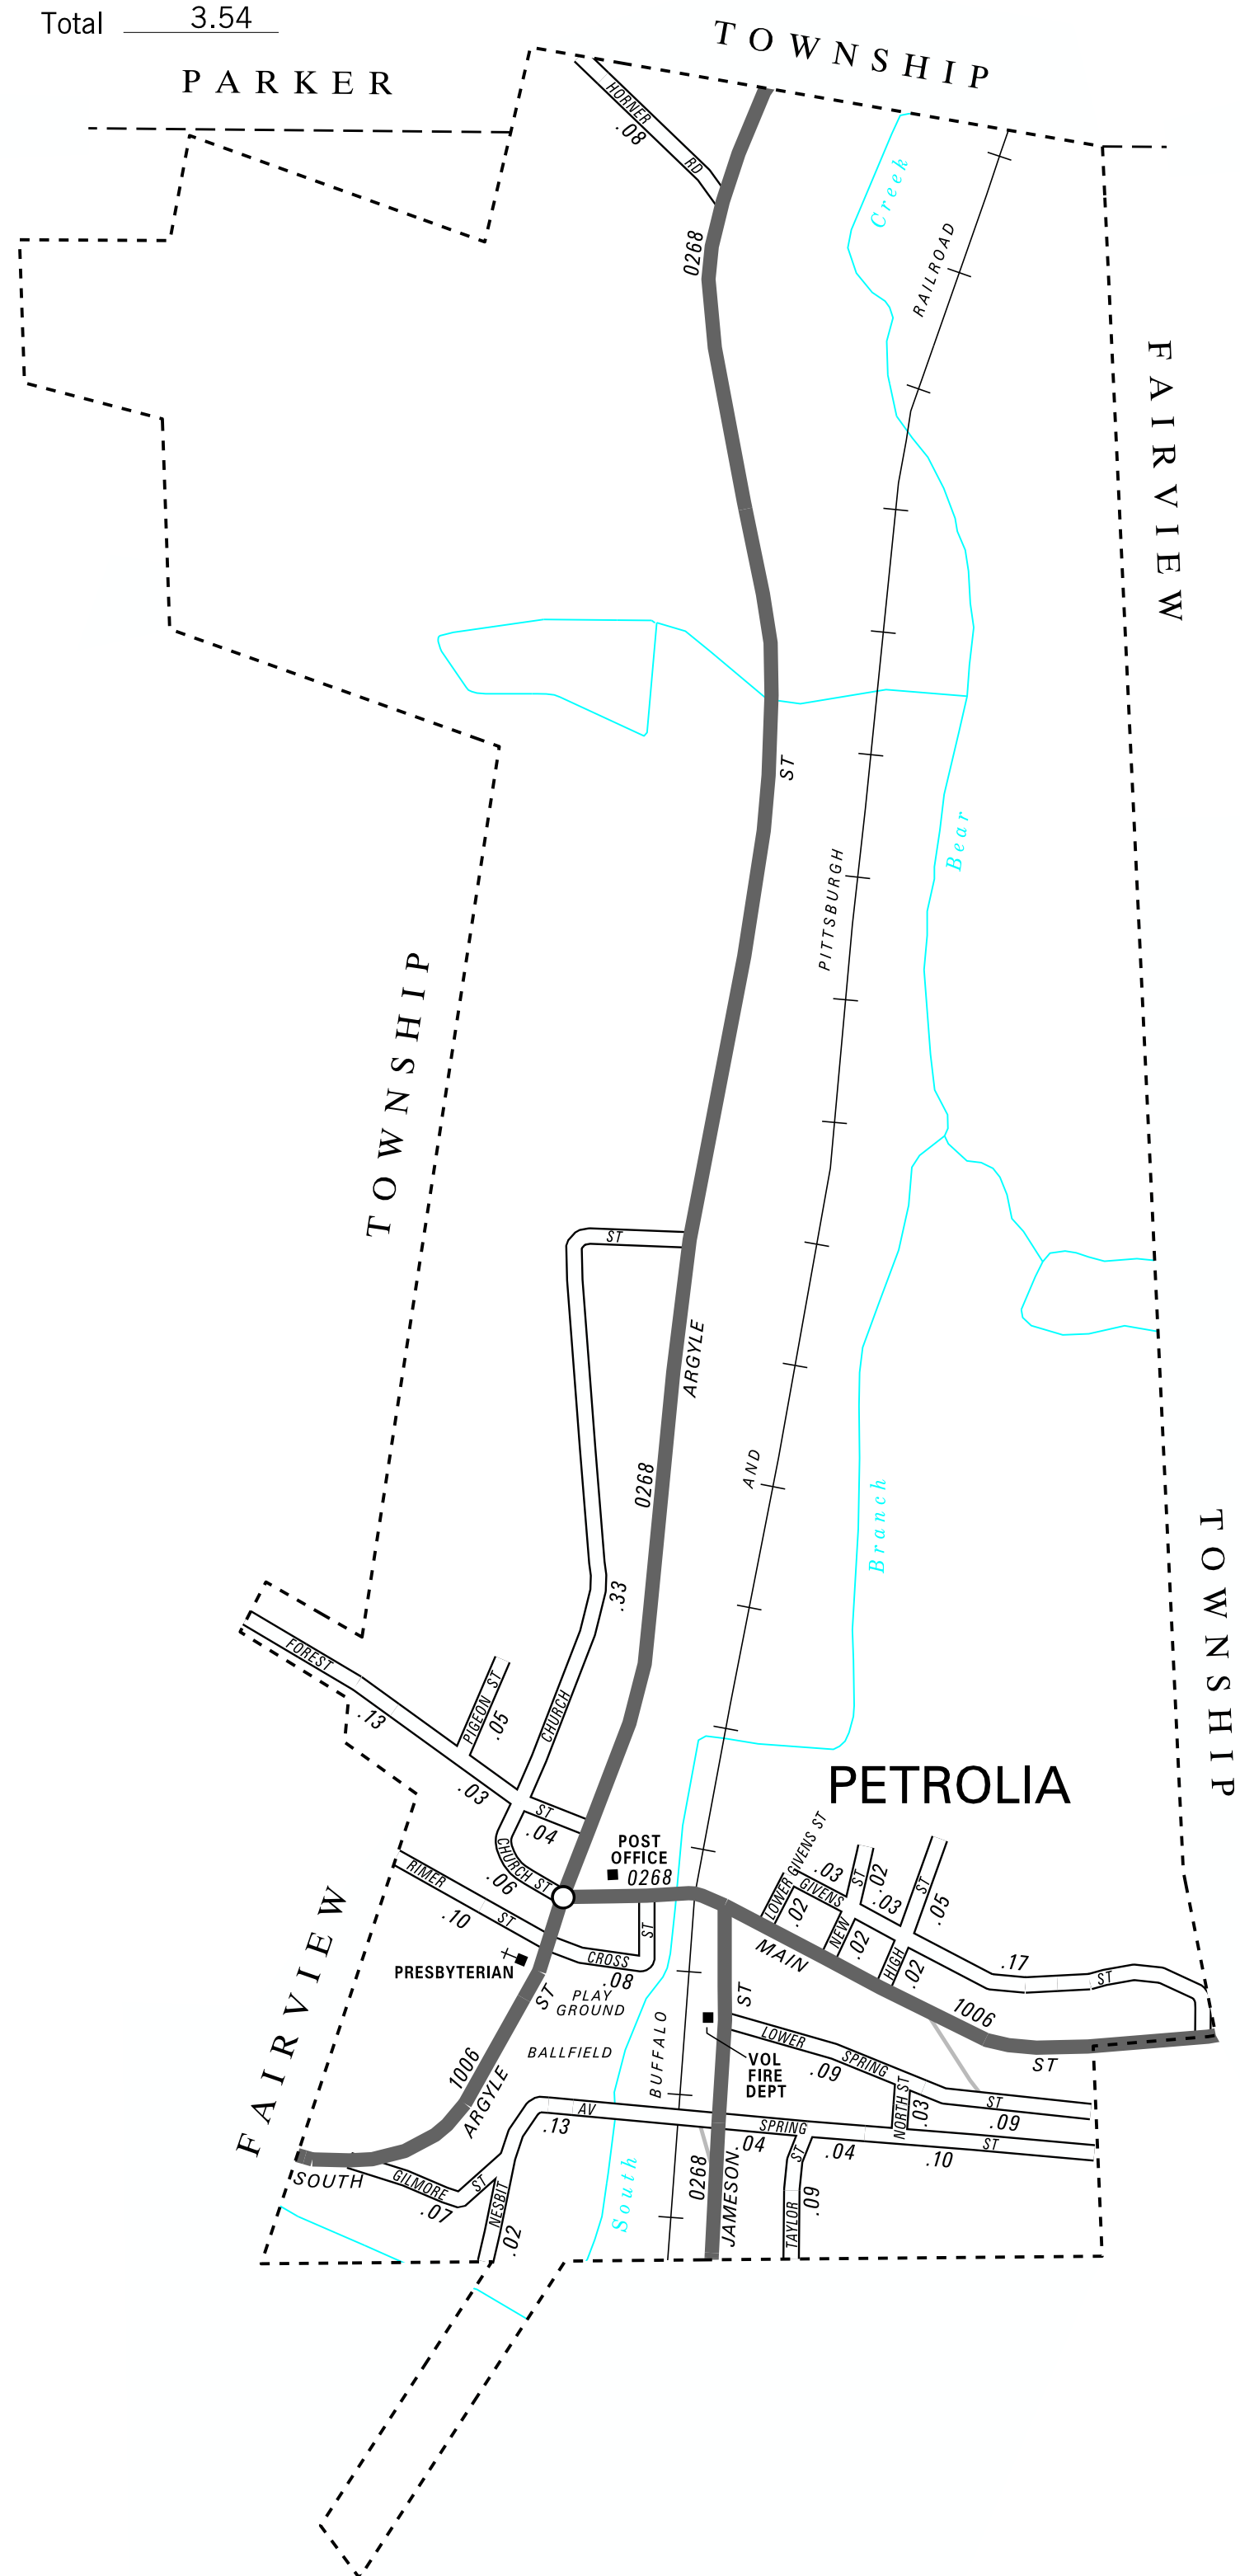 Total 3.54
TOWNSHIP
PARKER
HORNER RD
.08
Creek
RAILROAD
0268
FAIRVIEW
ST
Bear
PITTSBURGH
TOWNSHIP
ST
ARGYLE
0268
AND
Branch
TOWNSHIP
.33
FOREST
.13
PIGEON ST
.05
CHURCH
.03
ST
.04
PETROLIA
POST
OFFICE
0268
CHURCH ST
.06
RIMER
ST
.10
LOWER GIVENS ST
.03
GIVENS
ST
.02
.03
ST
.05
LOWER
.02
NEW
.02
HIGH
.02
.17
ST
FAIRVIEW
PRESBYTERIAN
CROSS
ST
.08
MAIN
1006
ST
PLAY
GROUND
ST
BALLFIELD
1006
ARGYLE
BUFFALO
ST
VOL
FIRE
DEPT
LOWER
SPRING
.09
ST
.09
NORTH ST
.03
AV
.13
SPRING
.04
.04
ST
.10
SOUTH
GILMORE
ST
.07
NESBIT
.02
South
0268
JAMESON
ST
TAYLOR
.09